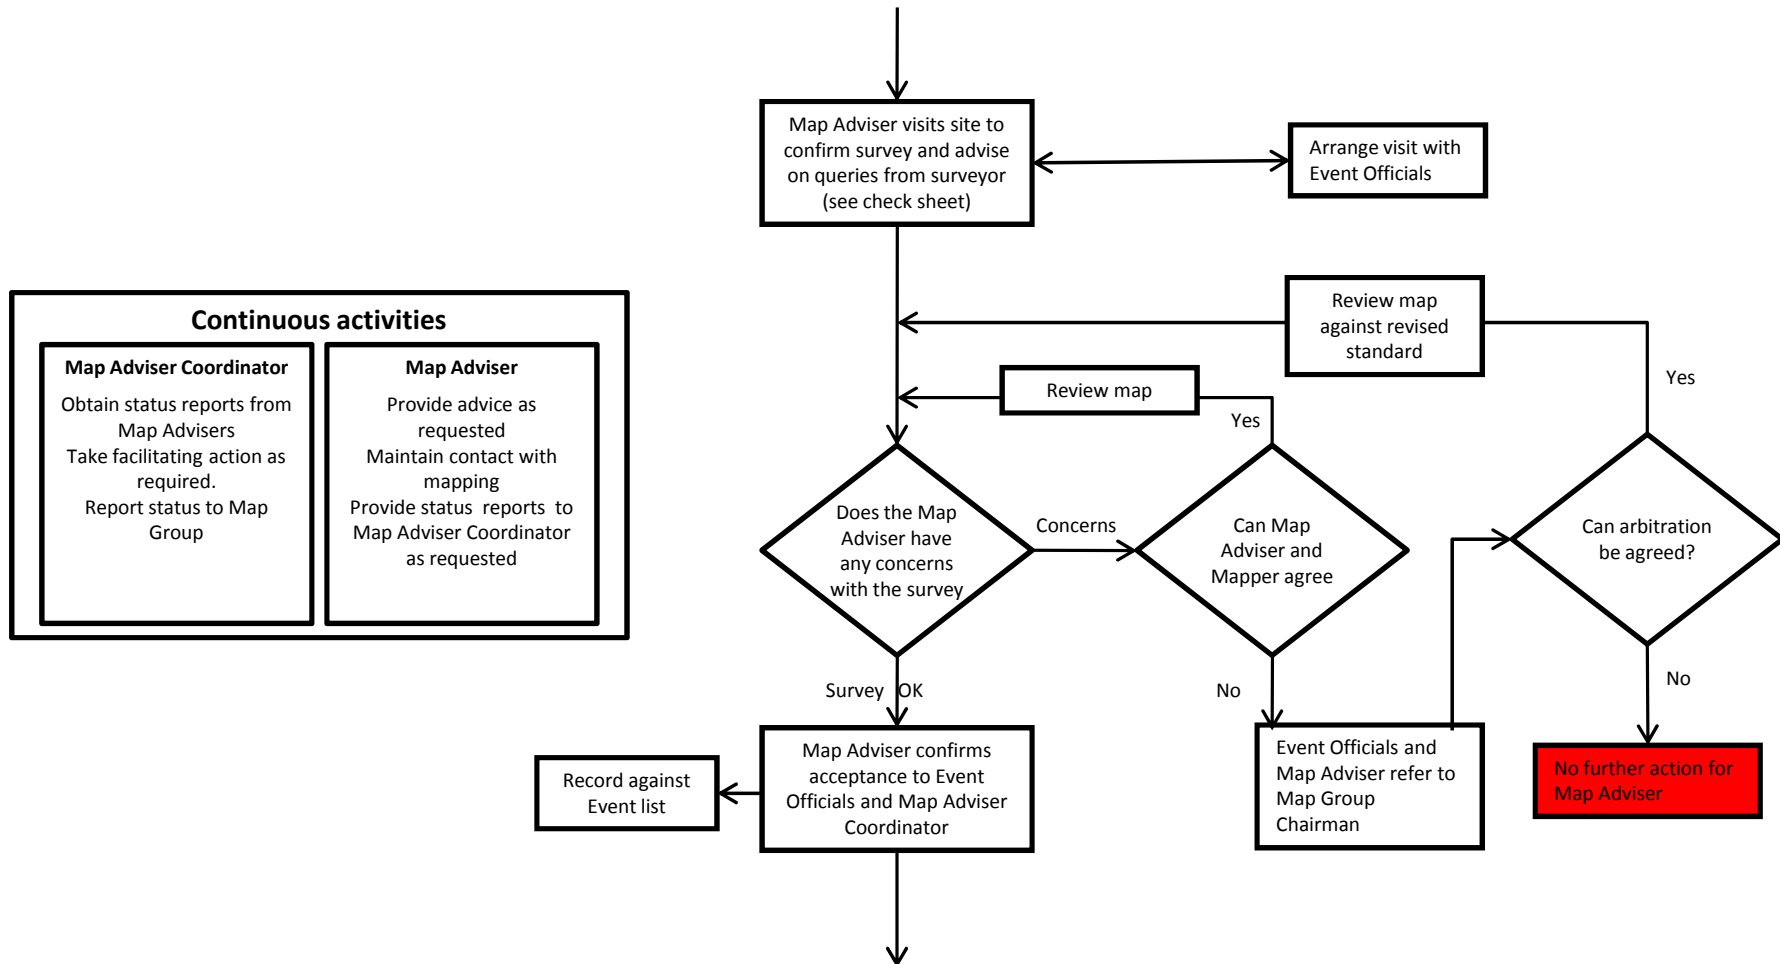 Map Adviser visits site to
confirm survey and advise
on queries from surveyor
(see check sheet)
Arrange visit with
Event Officials
Review map
against revised
standard
Continuous activities
Map Adviser Coordinator
Obtain status reports from
Map Advisers
Take facilitating action as
required.
Report status to Map
Group
Map Adviser
Provide advice as
requested
Maintain contact with
mapping
Provide status reports to
Map Adviser Coordinator
as requested
Review map
Yes
Yes
Does the Map
Adviser have
any concerns
with the survey
Concerns
Can Map
Adviser and
Mapper agree
Can arbitration
be agreed?
Survey OK
No
No
Record against
Event list
Map Adviser confirms
acceptance to Event
Officials and Map Adviser
Coordinator
Event Officials and
Map Adviser refer to
Map Group
Chairman
No further action for
Map Adviser